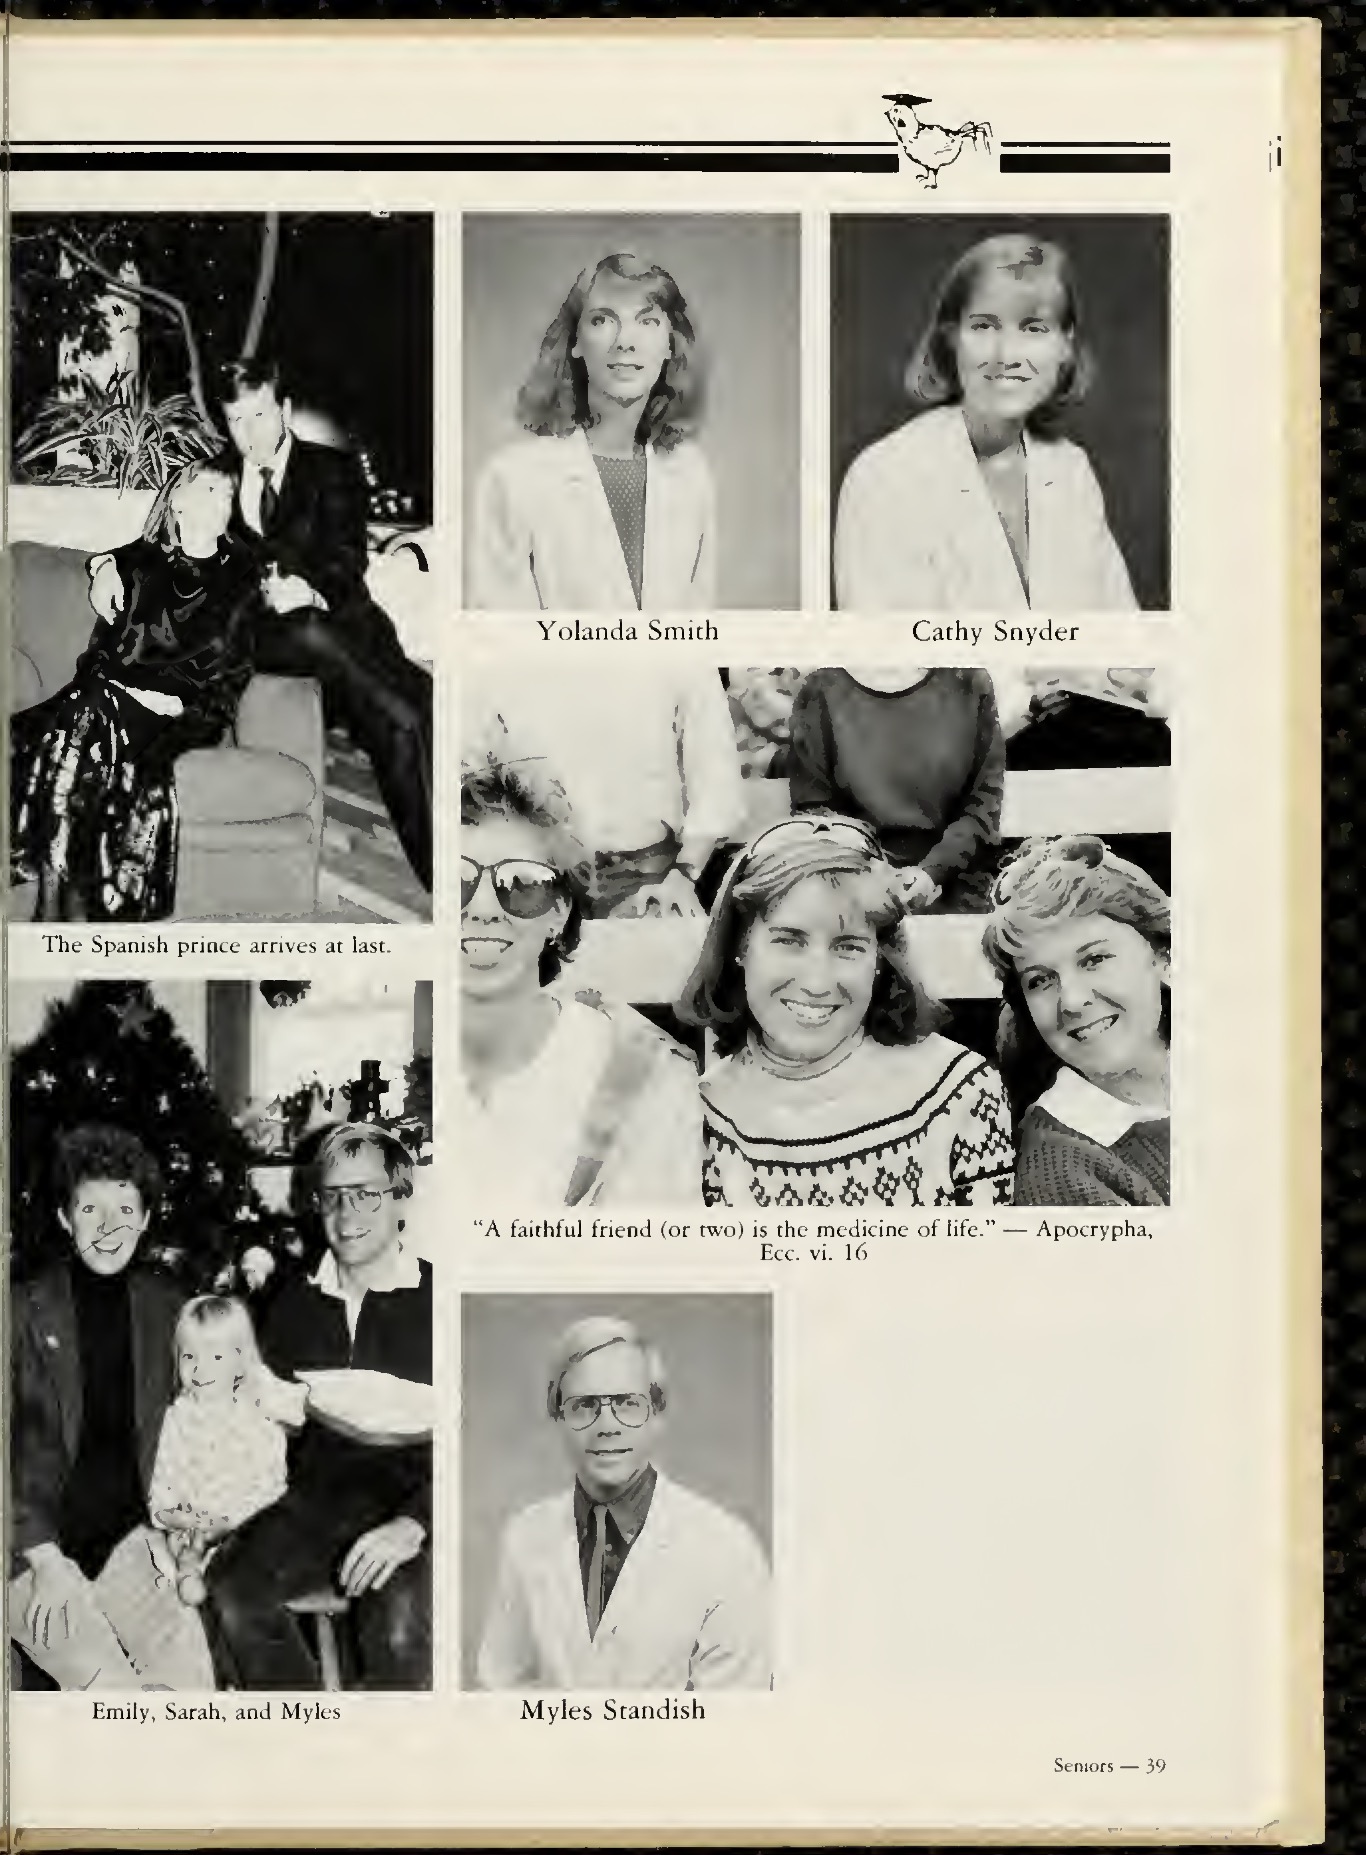 Yolanda Smith
Cathy Snyder
The Spanish prince arrives at last.
"A faithful friend (or two) is the medicine of life." — Apocrypha,
Ecc. vi. 16
Emily, Sarah, and Myles
Myles Standish
Seniors — 39